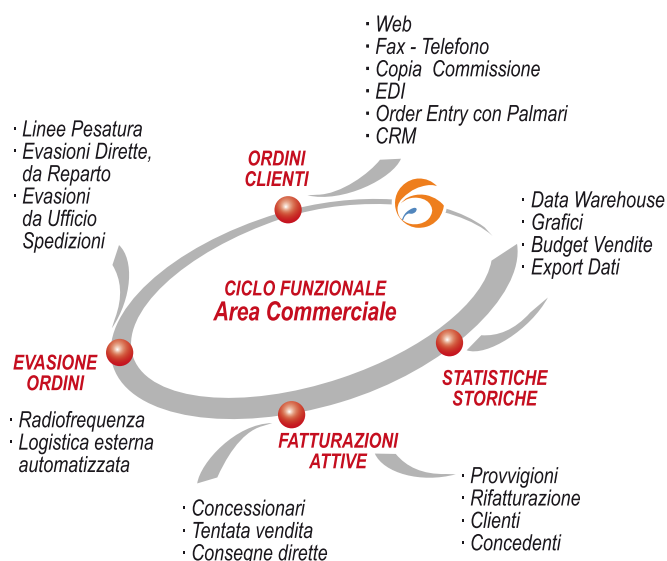 · Web
· Fax - Telefono
· Copia Commissione
· EDI
· Order Entry con Palmari
· CRM
· Linee Pesatura
· Evasioni Dirette,
da Reparto
· Evasioni
da Ufficio
Spedizioni
ORDINI
CLIENTI
· Data Warehouse
· Grafici
· Budget Vendite
· Export Dati
CICLO FUNZIONALE
Area Commerciale
EVASIONE
ORDINI
· Radiofrequenza
· Logistica esterna
automatizzata
STATISTICHE
STORICHE
FATTURAZIONI
ATTIVE
· Concessionari
· Tentata vendita
· Consegne dirette
· Provvigioni
· Rifatturazione
· Clienti
· Concedenti